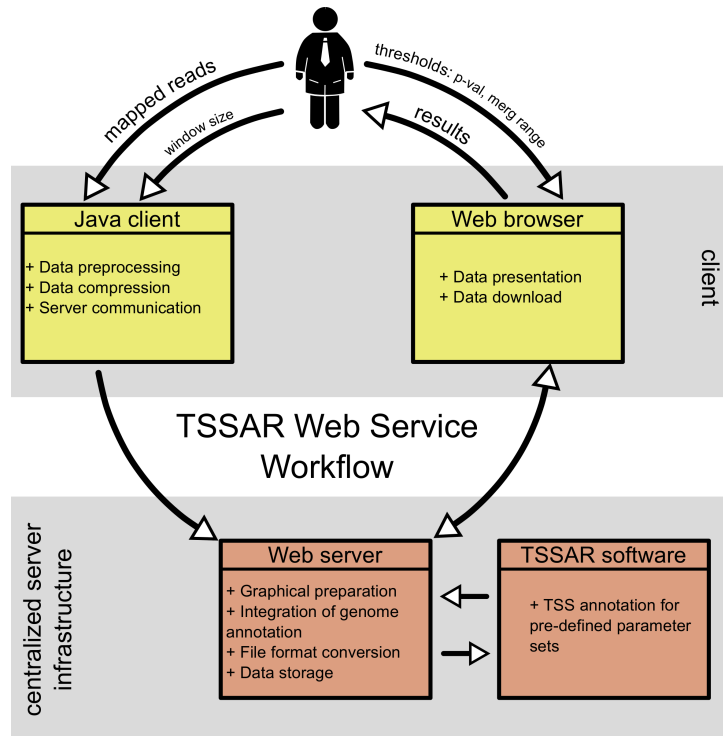 mapped reads
window size
thresholds: p-val, merg range
results
Java client
+ Data preprocessing
+ Data compression
+ Server communication
Web browser
+ Data presentation
+ Data download
client
TSSAR Web Service
Workflow
centralized server
infrastructure
Web server
+ Graphical preparation
+ Integration of genome
annotation
+ File format conversion
+ Data storage
TSSAR software
+ TSS annotation for
pre-defined parameter
sets